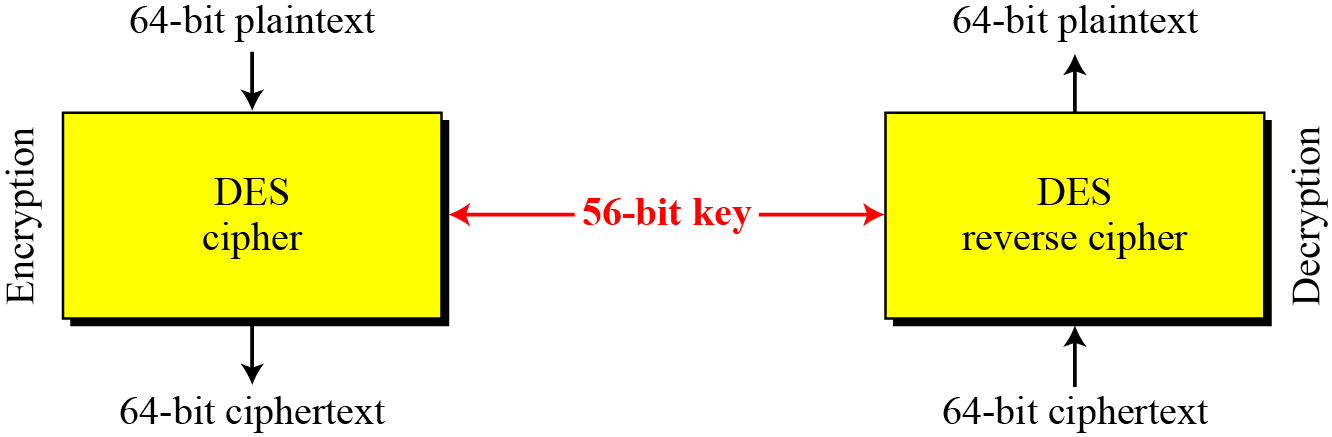 64-bit plaintext
Encryption
DES
cipher
64-bit ciphertext
56-bit key
64-bit plaintext
DES
reverse cipher
Decryption
64-bit ciphertext